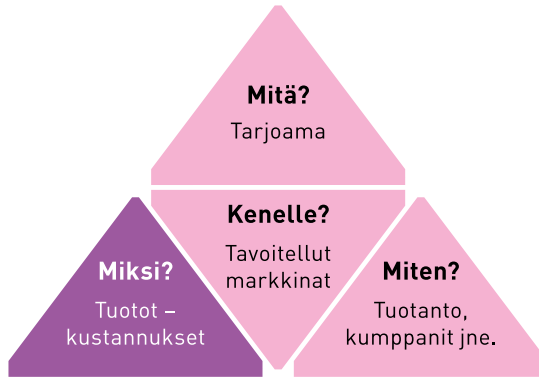 Mitä?
Tarjoama
Kenelle?
Tavoitellut
markkinat
Miksi?
Tuotot –
kustannukset
Miten?
Tuotanto,
kumppanit jne.